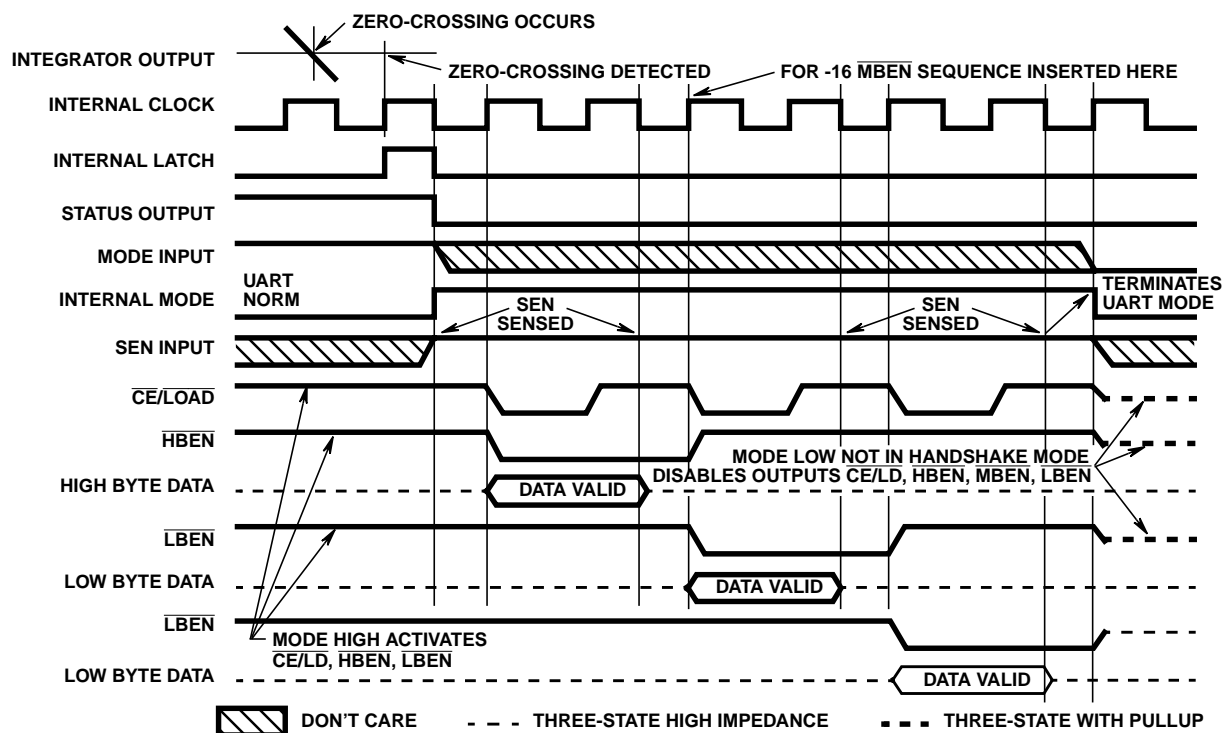 ZERO-CROSSING OCCURS
INTEGRATOR OUTPUT
ZERO-CROSSING DETECTED
FOR -16 MBEN SEQUENCE INSERTED HERE
INTERNAL CLOCK
INTERNAL LATCH
STATUS OUTPUT
MODE INPUT
UART
NORM
INTERNAL MODE
TERMINATES
UART MODE
SEN
SENSED
SEN
SENSED
SEN INPUT
CE/LOAD
HBEN
MODE LOW NOT IN HANDSHAKE MODE
DISABLES OUTPUTS CE/LD, HBEN, MBEN, LBEN
HIGH BYTE DATA
DATA VALID
LBEN
LOW BYTE DATA
DATA VALID
LBEN
MODE HIGH ACTIVATES
CE/LD, HBEN, LBEN
LOW BYTE DATA
DATA VALID
DON'T CARE
THREE-STATE HIGH IMPEDANCE
THREE-STATE WITH PULLUP